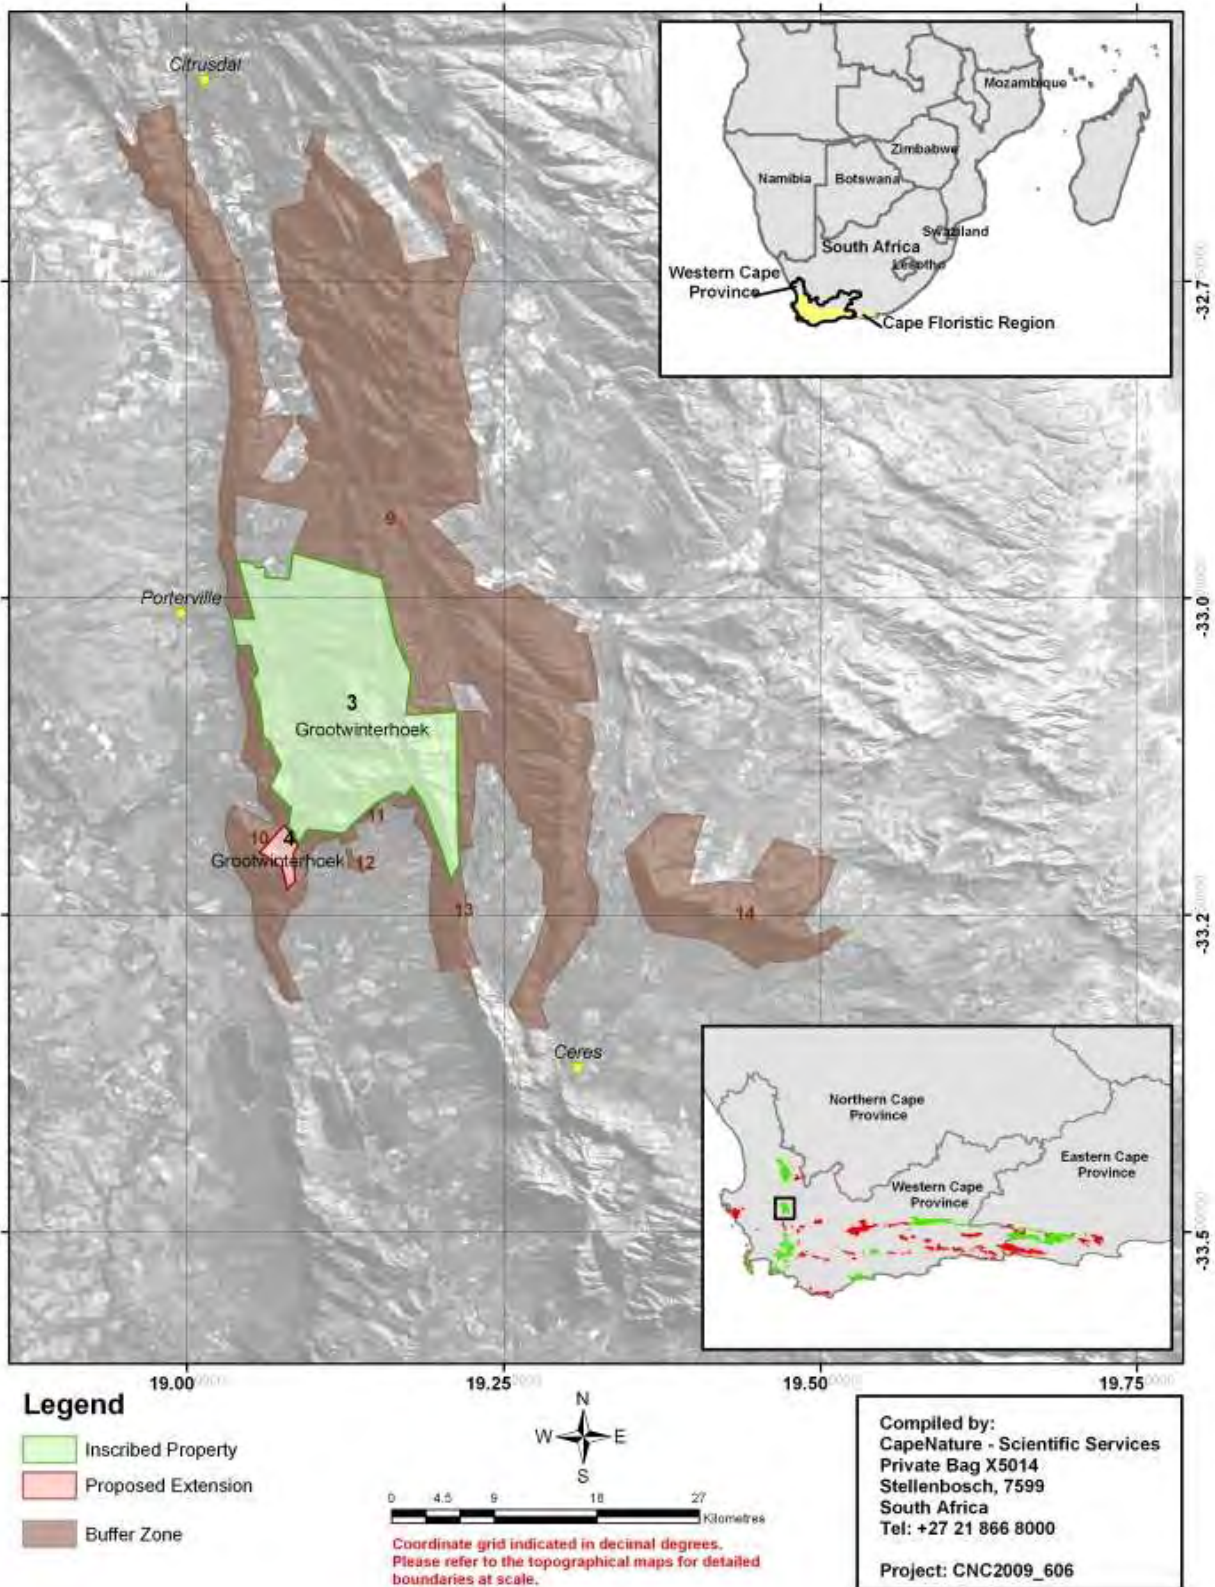 Citrusdal
Mozambique
Zimbabwe
Namibia
Botswana
Swaziland
South Africa
Lesotho
Western Cape
Province
Cape Floristic Region
-32.7
9
Porterville
-33.0
3
Grootwinterhoek
11
10
4
Grootwinterhoek
12
13
14
-33.2
Ceres
Northern Cape
Province
Eastern Cape
Province
Western Cape
Province
-33.5
19.00
19.25
19.50
19.75
Legend
Inscribed Property
Proposed Extension
Buffer Zone
N
W
E
S
0 4.5 9 18 27
Kilometres
Coordinate grid indicated in decimal degrees.
Please refer to the topographical maps for detailed
boundaries at scale.
Compiled by:
CapeNature - Scientific Services
Private Bag X5014
Stellenbosch, 7599
South Africa
Tel: +27 21 866 8000
Project: CNC2009_606